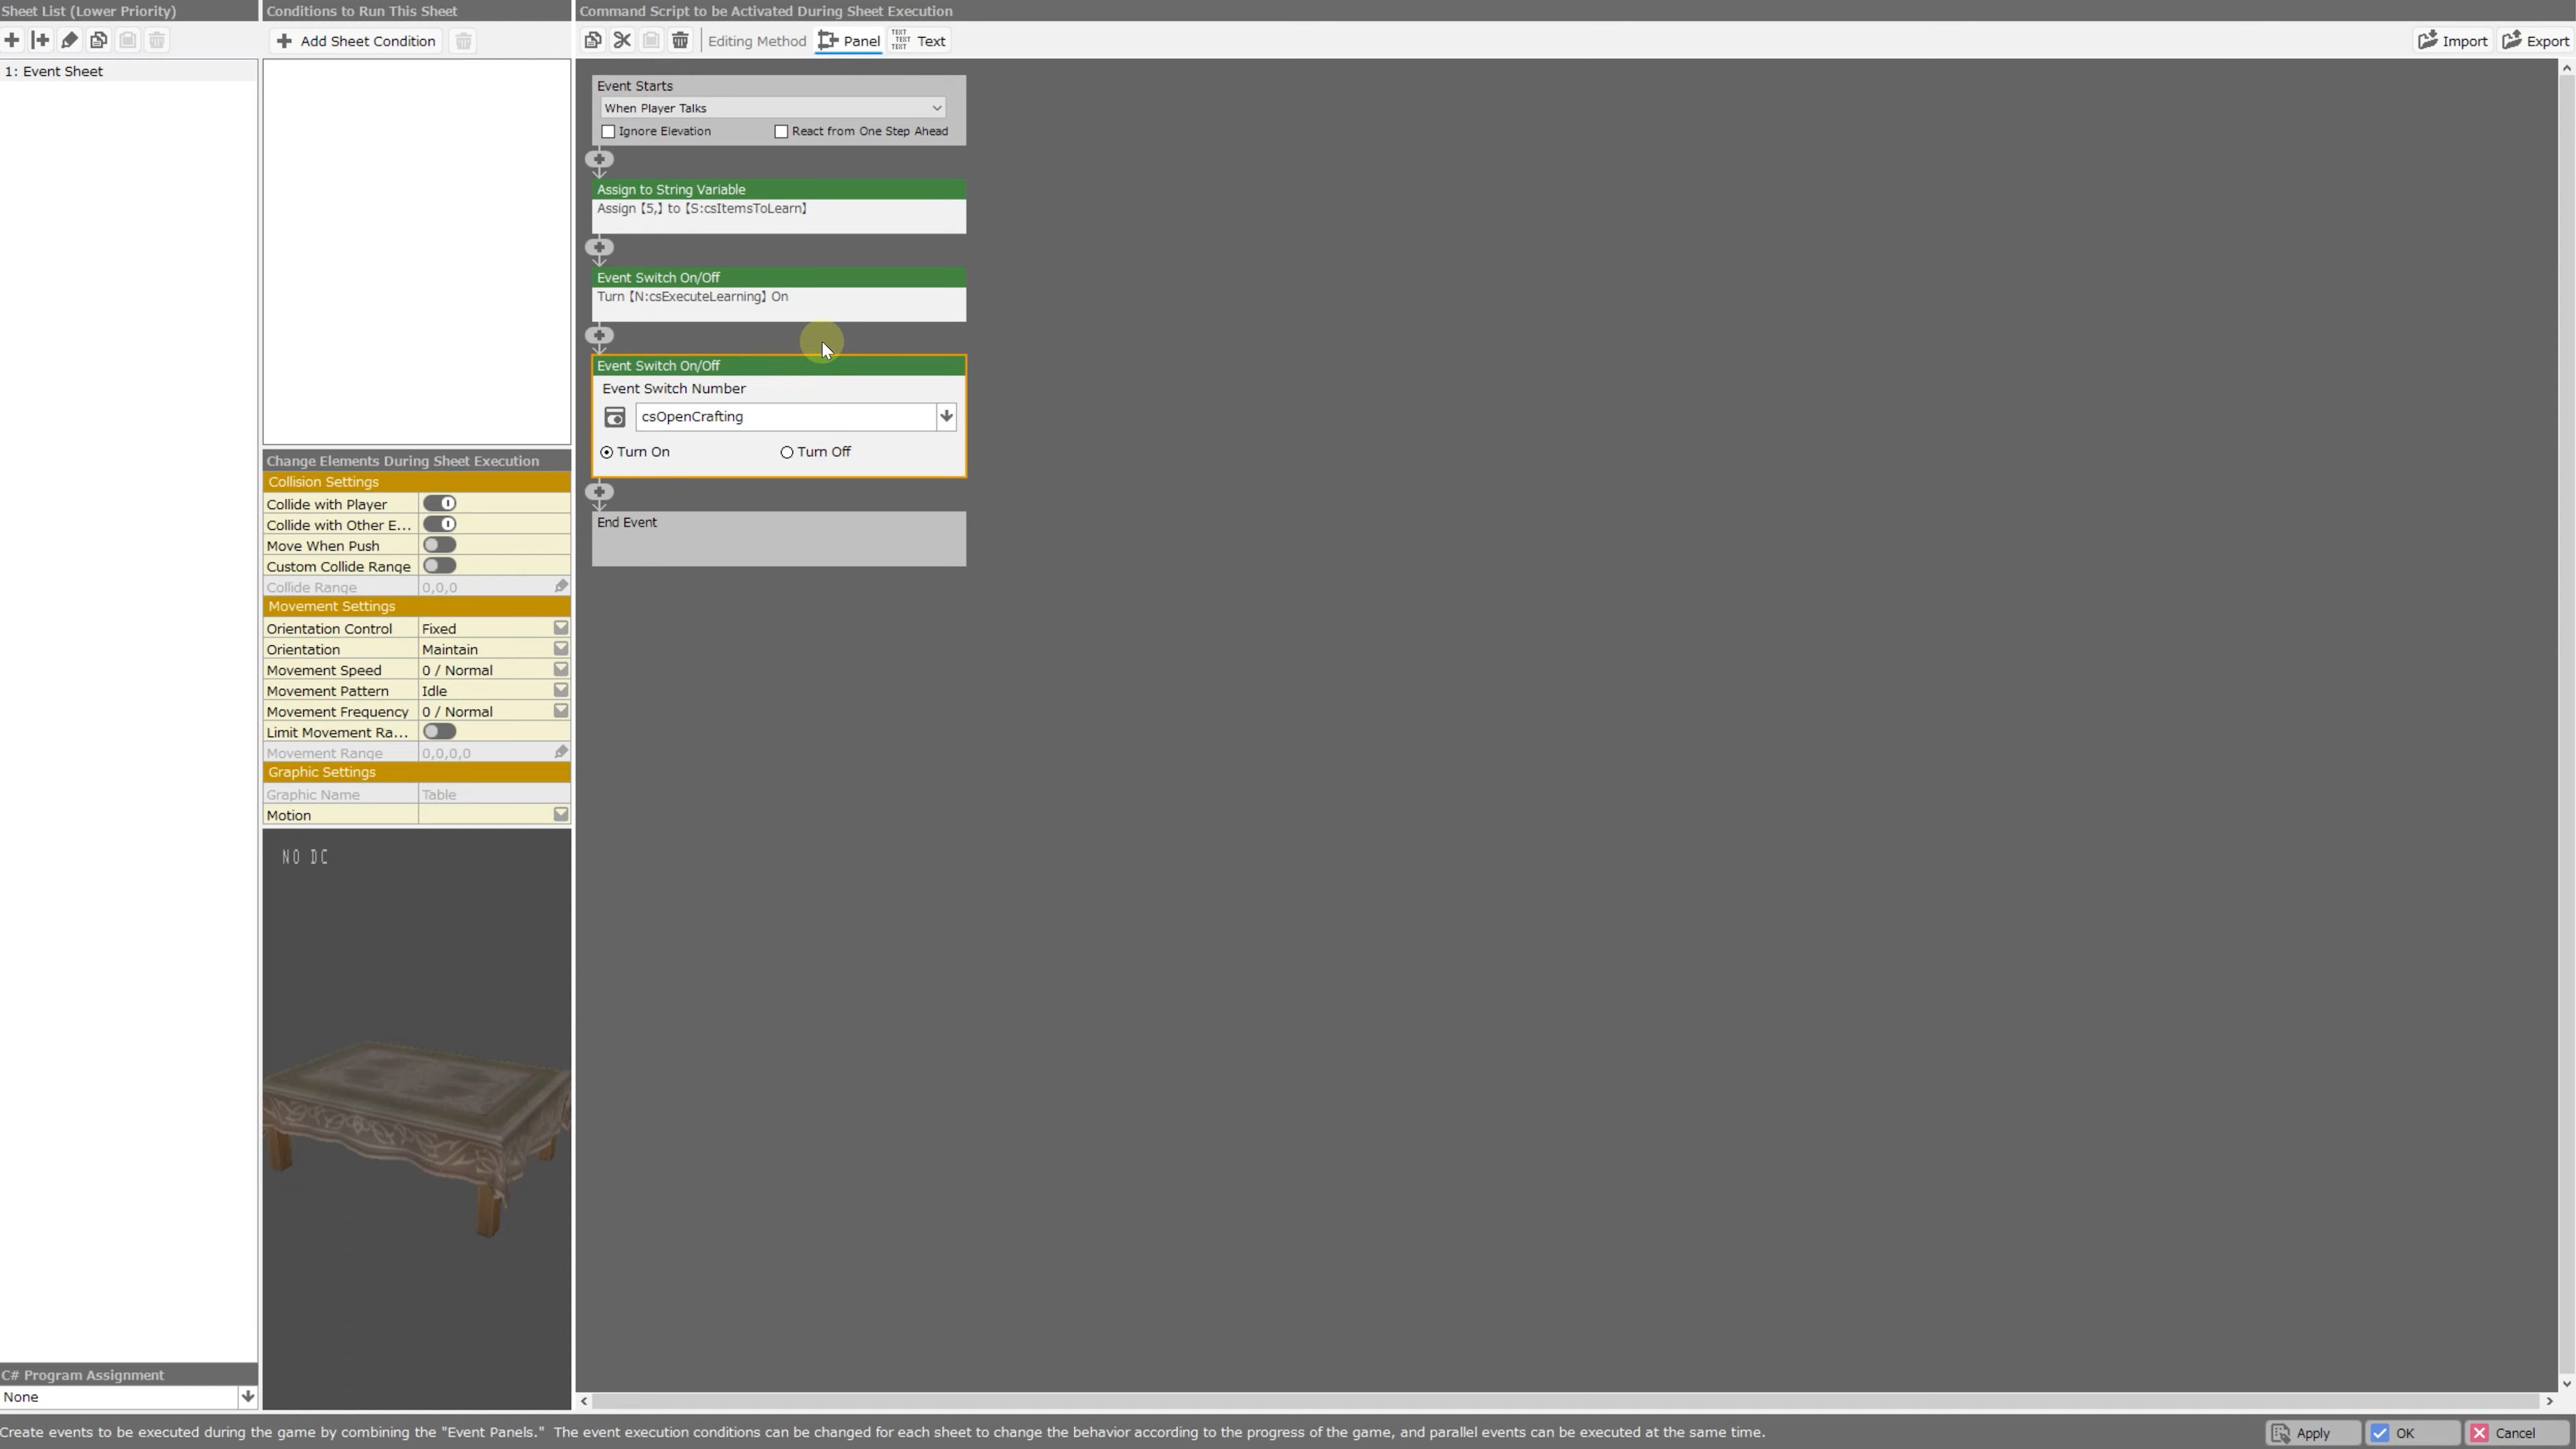 Sheet List (Lower Priority)
Conditions to Run This Sheet
Command Script to be Activated During Sheet Execution
Add Sheet Condition
Editing Method
Panel
TEXT
TEXT
TEXT
Text
Import
Export
1: Event Sheet
Event Starts
When Player Talks
Ignore Elevation
React from One Step Ahead
Assign to String Variable
Assign【5,】to【S:csItemsToLearn】
Event Switch On/Off
Turn【N:csExecuteLearning】On
Event Switch On/Off
Event Switch Number
csOpenCrafting
Turn On
Turn Off
End Event
Change Elements During Sheet Execution
Collision Settings
Collide with Player
Collide with Other E...
Move When Push
Custom Collide Range
Collide Range 0,0,0
Movement Settings
Orientation Control Fixed
Orientation Maintain
Movement Speed 0 / Normal
Movement Pattern Idle
Movement Frequency 0 / Normal
Limit Movement Ra...
Movement Range 0,0,0,0
Graphic Settings
Graphic Name Table
Motion
NO DC
C# Program Assignment
None
Create events to be executed during the game by combining the "Event Panels." The event execution conditions can be changed for each sheet to change the behavior according to the progress of the game, and parallel events can be executed at the same time.
Apply
OK
Cancel